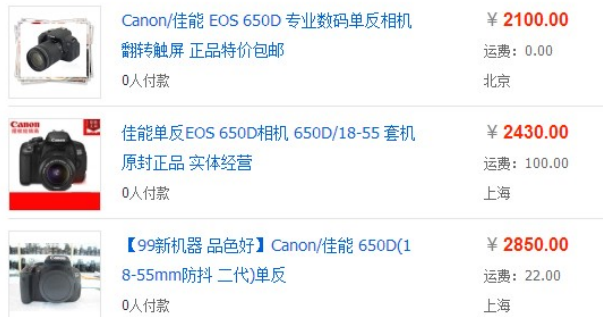 Canon/佳能 EOS 650D 专业数码单反相机
翻转触屏 正品特价包邮
0人付款
￥2100.00
运费：0.00
北京
Canon
佳能单反EOS 650D相机 650D/18-55 套机
原封正品 实体经营
0人付款
￥2430.00
运费：100.00
上海
【99新机器 品色好】Canon/佳能 650D(1
8-55mm防抖 二代)单反
0人付款
￥2850.00
运费：22.00
上海